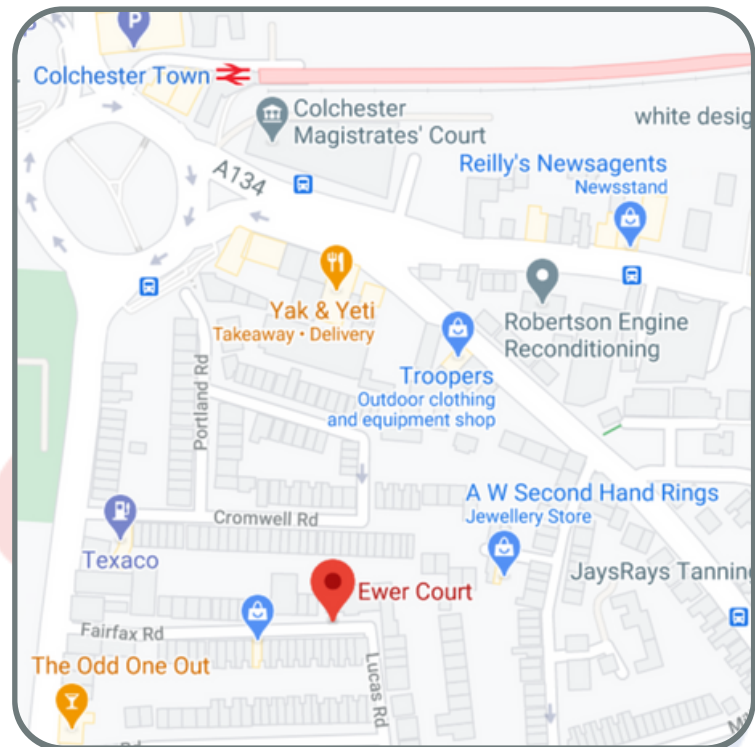 P
Colchester Town
Colchester
Magistrates' Court
white desig
A134
Reilly's Newsagents
Newsstand
Yak & Yeti
Takeaway • Delivery
Robertson Engine
Reconditioning
Troopers
Outdoor clothing
and equipment shop
Portland Rd
A W Second Hand Rings
Jewellery Store
Cromwell Rd
Texaco
JaysRays Tanning
Ewer Court
Fairfax Rd
The Odd One Out
Lucas Rd